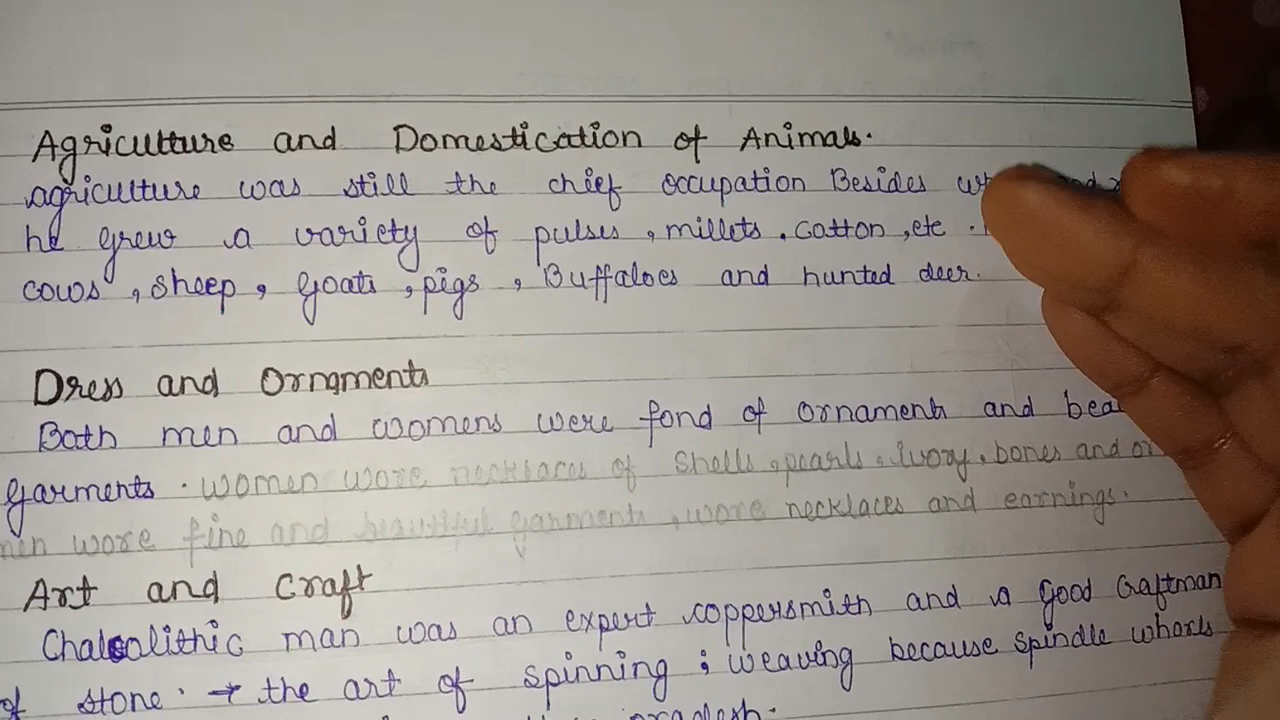 Agriculture and Domestication of Animals.
agriculture was still the chief occupation Besides
he grew a variety of pulses, millets, cotton, etc.
cows, sheep, goats, pigs, Buffaloes and hunted deer.
Dress and Ornaments
Both men and womens were fond of ornaments and
garments. women wore necklaces of shells, pearls, ivory, bones and
men wore fine and beautiful garments, wore necklaces and earnings.
Art and Craft
Chalcolithic man was an expert coppersmith and a good Craftman
of stone. → the art of spinning & weaving because spindle whorls